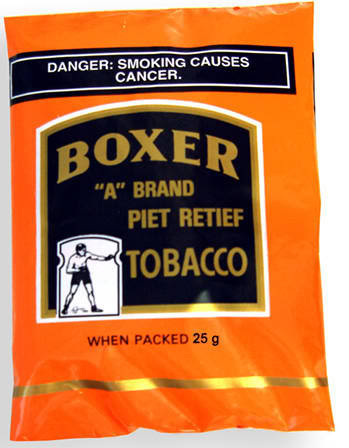 DANGER: SMOKING CAUSES
CANCER.
BOXER
"A" BRAND
PIET RETIEF
TOBACCO
WHEN PACKED 25 g